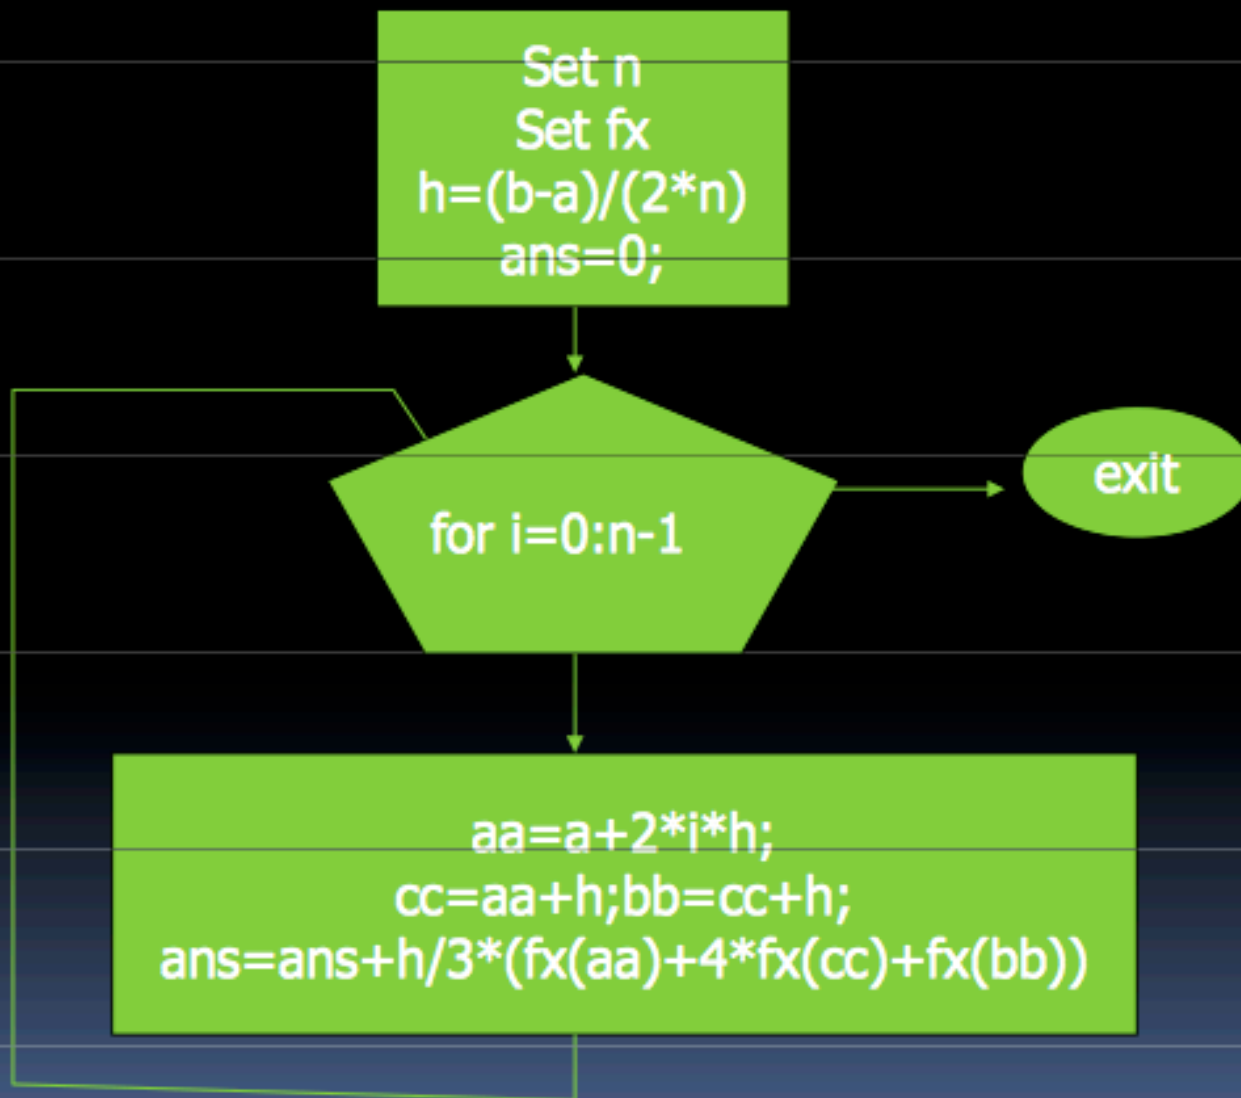 Set n
Set fx
h=(b-a)/(2*n)
ans=0;
for i=0:n-1
exit
aa=a+2*i*h;
cc=aa+h;bb=cc+h;
ans=ans+h/3*(fx(aa)+4*fx(cc)+fx(bb))